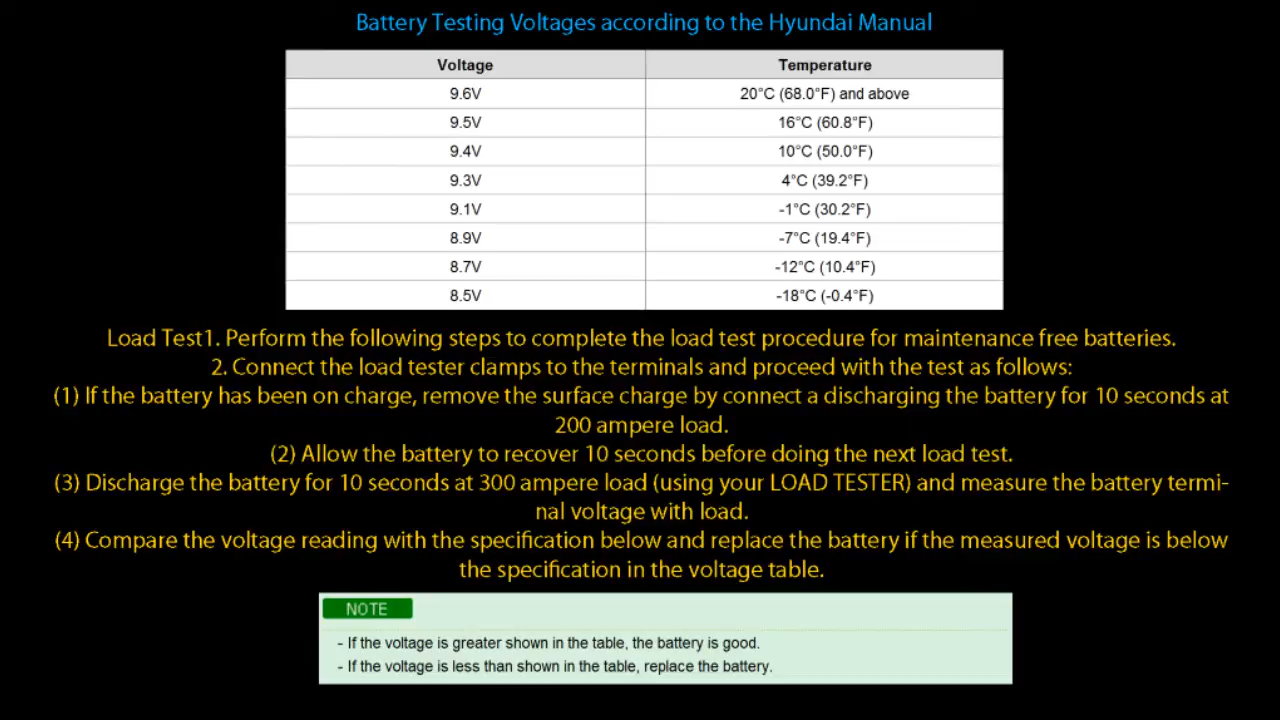 Battery Testing Voltages according to the Hyundai Manual
Voltage Temperature
9.6V 20°C (68.0°F) and above
9.5V 16°C (60.8°F)
9.4V 10°C (50.0°F)
9.3V 4°C (39.2°F)
9.1V -1°C (30.2°F)
8.9V -7°C (19.4°F)
8.7V -12°C (10.4°F)
8.5V -18°C (-0.4°F)
Load Test1. Perform the following steps to complete the load test procedure for maintenance free batteries.
2. Connect the load tester clamps to the terminals and proceed with the test as follows:
(1) If the battery has been on charge, remove the surface charge by connect a discharging the battery for 10 seconds at
200 ampere load.
(2) Allow the battery to recover 10 seconds before doing the next load test.
(3) Discharge the battery for 10 seconds at 300 ampere load (using your LOAD TESTER) and measure the battery termi-
nal voltage with load.
(4) Compare the voltage reading with the specification below and replace the battery if the measured voltage is below
the specification in the voltage table.
NOTE
- If the voltage is greater shown in the table, the battery is good.
- If the voltage is less than shown in the table, replace the battery.